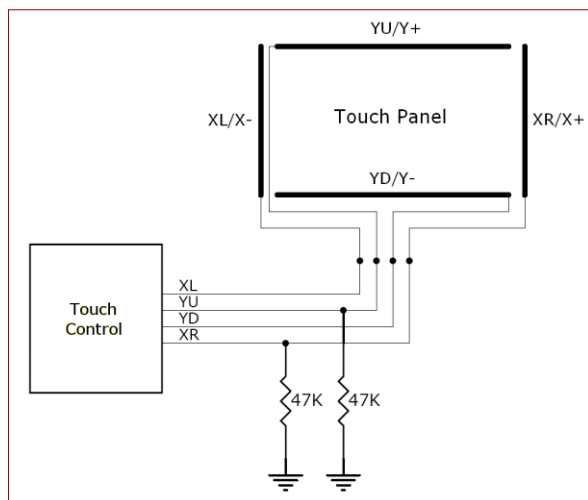 YU/Y+
XL/X-
Touch Panel
XR/X+
YD/Y-
XL
YU
YD
XR
Touch
Control
47K
47K